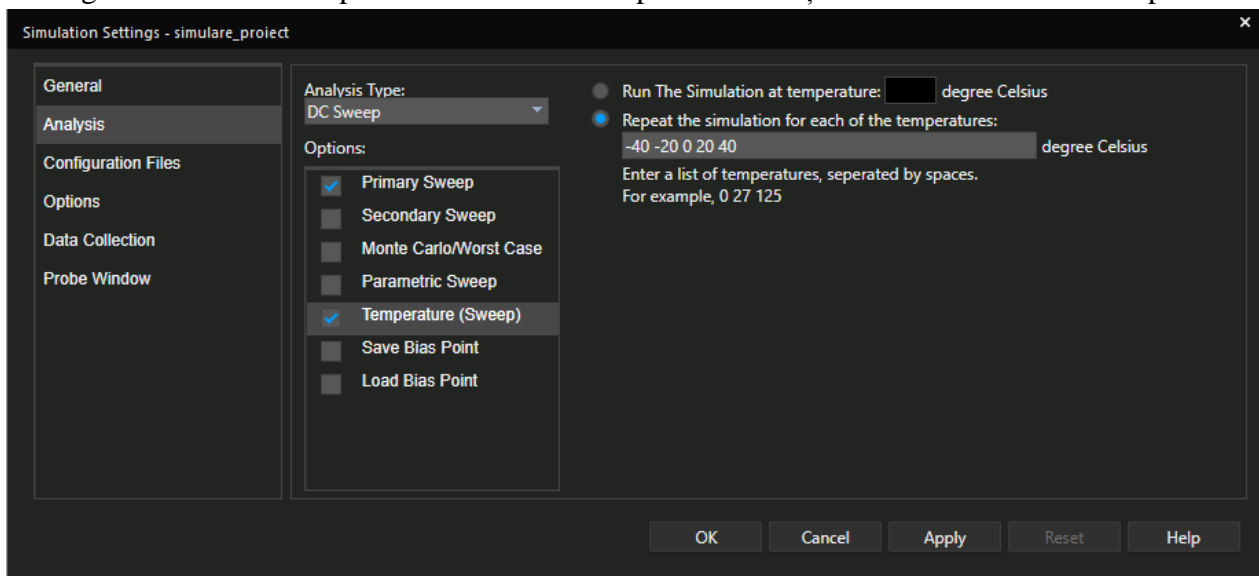 Simulation Settings - simulare_proiect
×
General
Analysis
Configuration Files
Options
Data Collection
Probe Window
Analysis Type:
DC Sweep
Options:
Primary Sweep
Secondary Sweep
Monte Carlo/Worst Case
Parametric Sweep
Temperature (Sweep)
Save Bias Point
Load Bias Point
Run The Simulation at temperature: degree Celsius
Repeat the simulation for each of the temperatures:
-40 -20 0 20 40 degree Celsius
Enter a list of temperatures, seperated by spaces.
For example, 0 27 125
OK Cancel Apply Reset Help